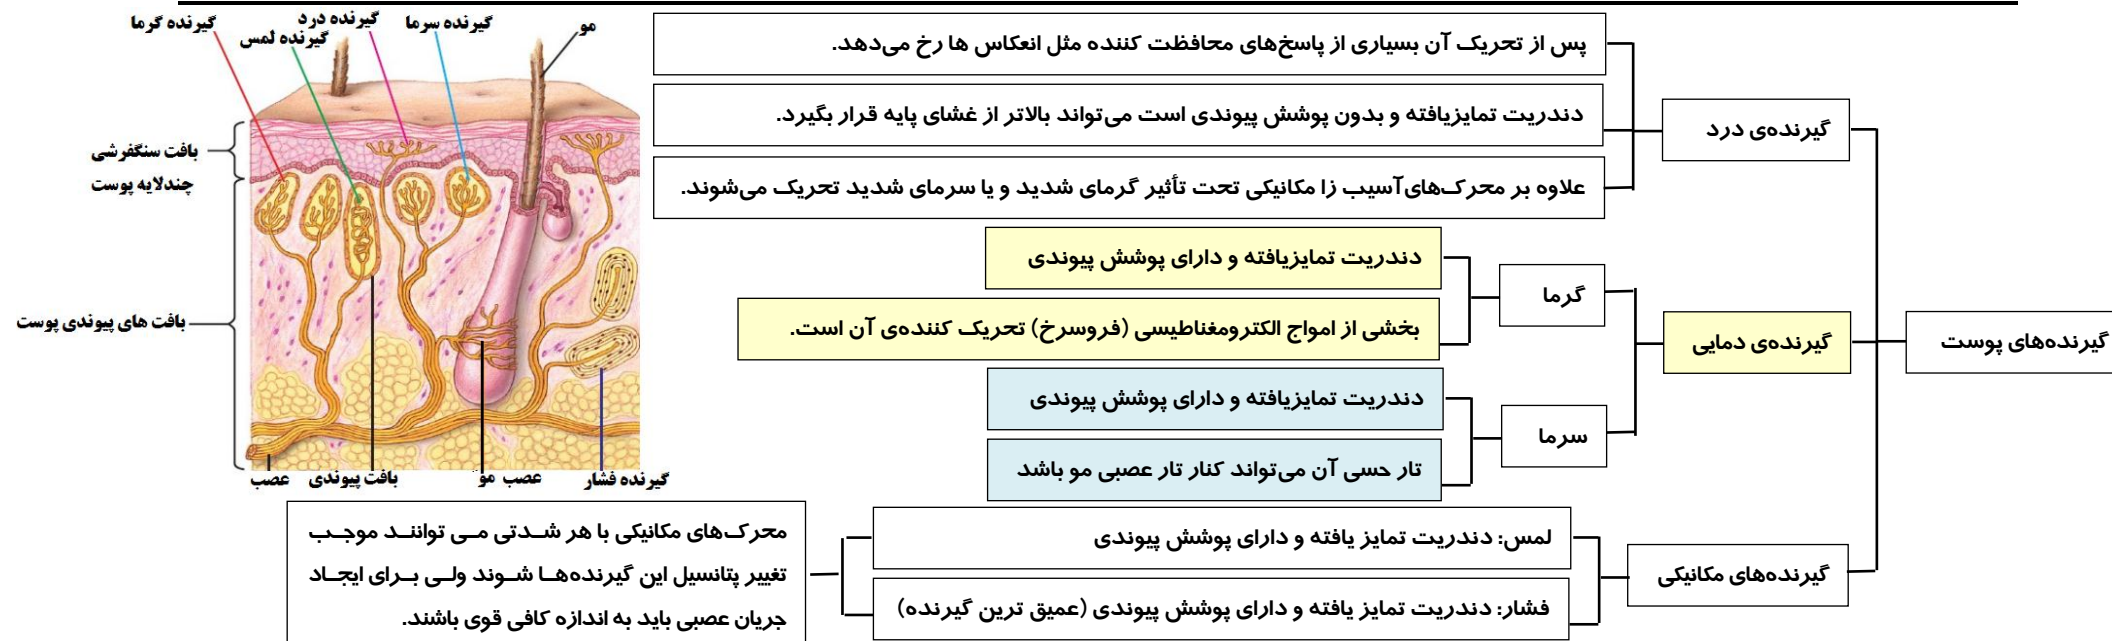 گیرنده گرما
گیرنده لمس
گیرنده درد
گیرنده سرما
مو
بافت سنگفرشی
چندلایه پوست
بافت های پیوندی پوست
عصب
بافت پیوندی
عصب مو
گیرنده فشار
گیرنده‌های پوست
گیرنده‌ی درد
پس از تحریک آن بسیاری از پاسخ‌های محافظت کننده مثل انعکاس ها رخ می‌دهد.
دندریت تمایزیافته و بدون پوشش پیوندی است می‌تواند بالاتر از غشای پایه قرار بگیرد.
علاوه بر محرک‌های‌آسیب زا مکانیکی تحت تأثیر گرمای شدید و یا سرمای شدید تحریک می‌شوند.
گیرنده‌ی دمایی
گرما
دندریت تمایزیافته و دارای پوشش پیوندی
بخشی از امواج الکترومغناطیسی (فروسرخ) تحریک کننده‌ی آن است.
سرما
دندریت تمایزیافته و دارای پوشش پیوندی
تار حسی آن می‌تواند کنار تار عصبی مو باشد
گیرنده‌های مکانیکی
لمس: دندریت تمایز یافته و دارای پوشش پیوندی
فشار: دندریت تمایز یافته و دارای پوشش پیوندی (عمیق ترین گیرنده)
محرک‌های مکانیکی با هر شدتی می توانند موجب
تغییر پتانسیل این گیرنده‌ها شوند ولی برای ایجاد
جریان عصبی باید به اندازه کافی قوی باشند.